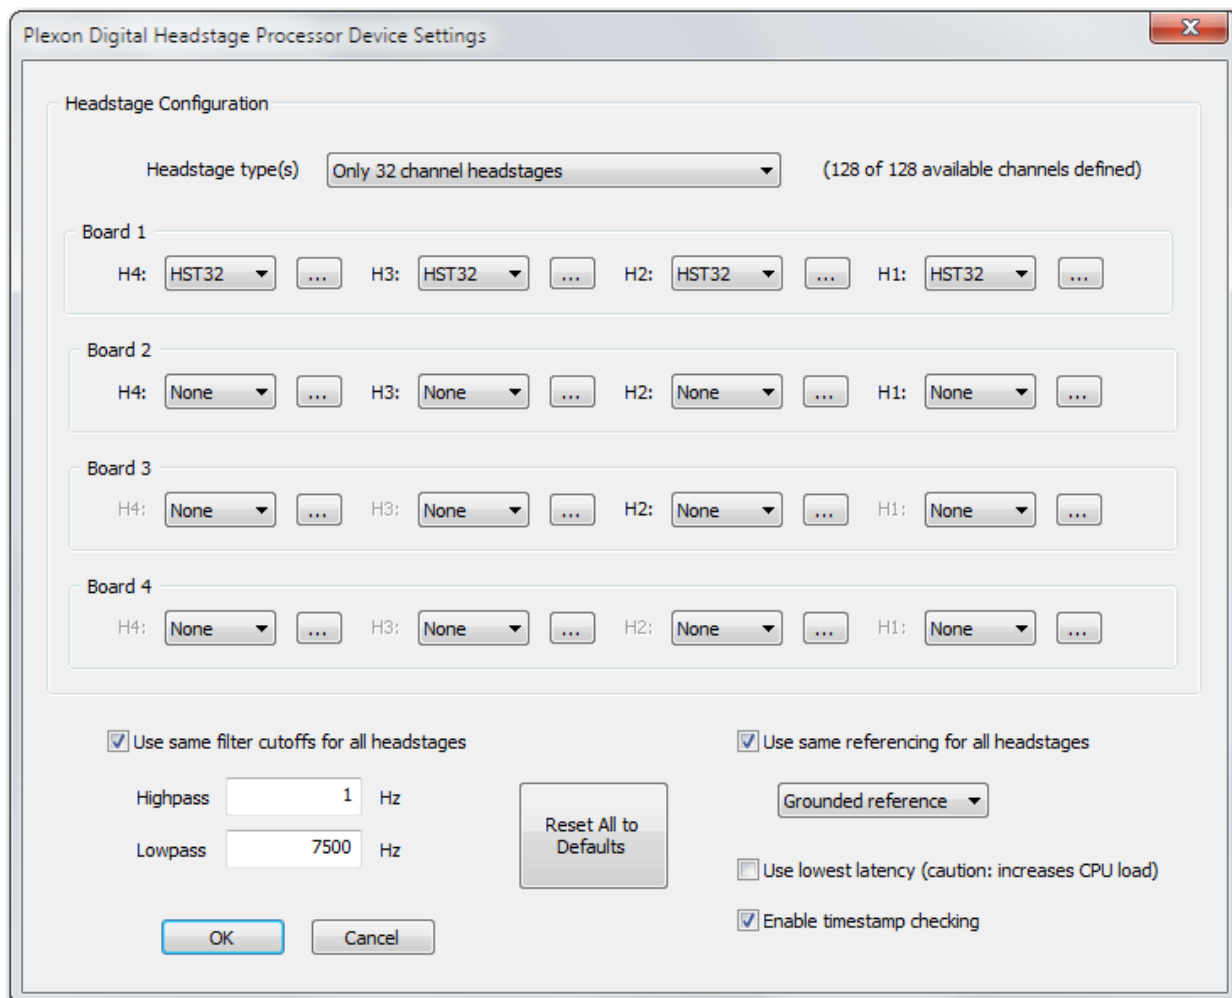 Plexon Digital Headstage Processor Device Settings
Headstage Configuration
Headstage type(s) Only 32 channel headstages (128 of 128 available channels defined)
Board 1
H4: HST32 ... H3: HST32 ... H2: HST32 ... H1: HST32 ...
Board 2
H4: None ... H3: None ... H2: None ... H1: None ...
Board 3
H4: None ... H3: None ... H2: None ... H1: None ...
Board 4
H4: None ... H3: None ... H2: None ... H1: None ...
Use same filter cutoffs for all headstages
Highpass 1 Hz
Lowpass 7500 Hz
Reset All to
Defaults
Use same referencing for all headstages
Grounded reference
Use lowest latency (caution: increases CPU load)
Enable timestamp checking
OK Cancel